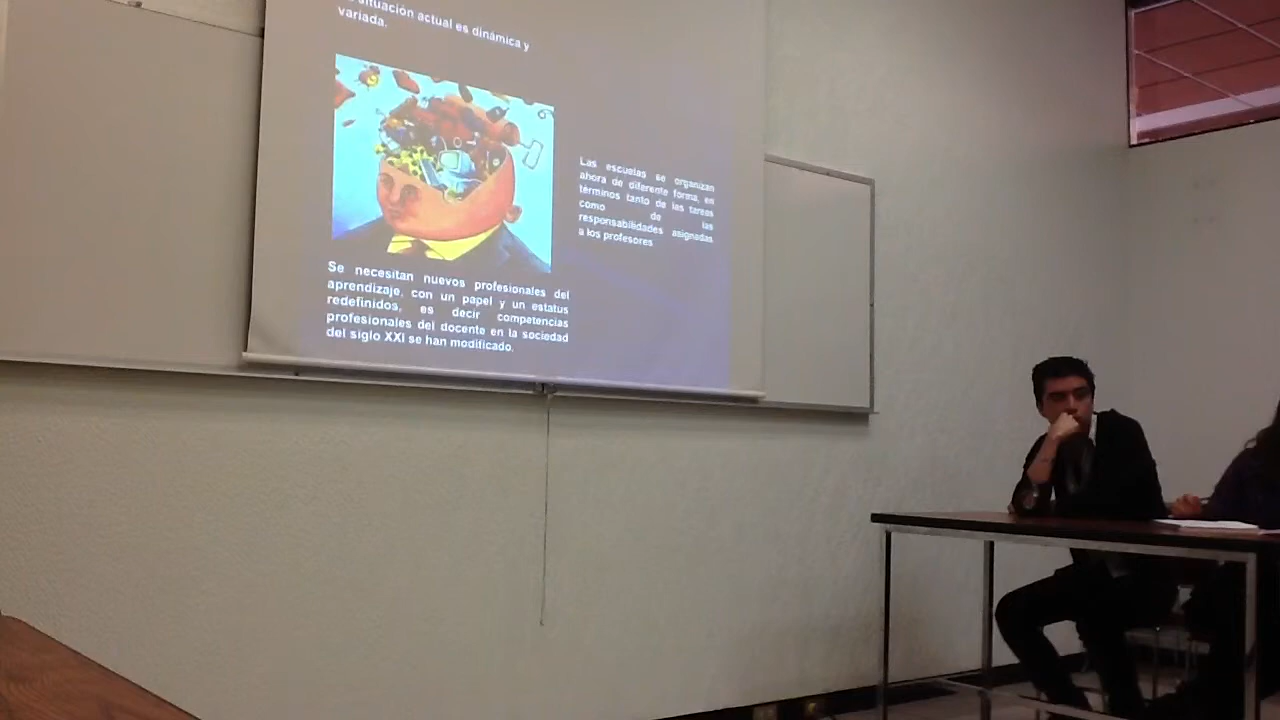 situación actual es dinámica y
variada.
Las escuelas se organizan
ahora de diferente forma, en
términos tanto de las tareas
como de las
responsabilidades asignadas
a los profesores
Se necesitan nuevos profesionales del
aprendizaje, con un papel y un estatus
redefinidos, es decir competencias
profesionales del docente en la sociedad
del siglo XXI se han modificado.